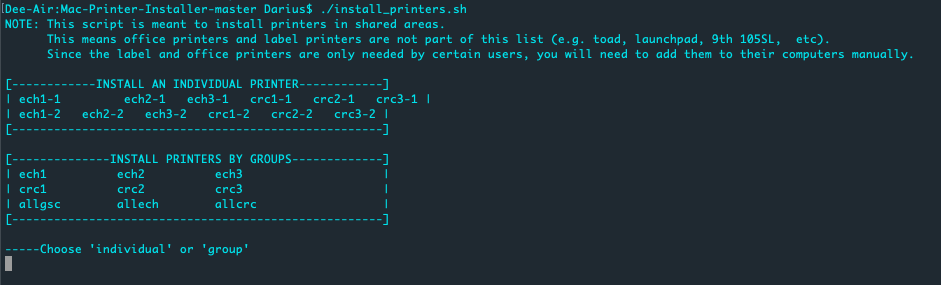 [Dee-Air:Mac-Printer-Installer-master Darius$ ./install_printers.sh
NOTE: This script is meant to install printers in shared areas.
      This means office printers and label printers are not part of this list (e.g. toad, launchpad, 9th 105SL,  etc).
      Since the label and office printers are only needed by certain users, you will need to add them to their computers manually.

[------------INSTALL AN INDIVIDUAL PRINTER------------]
| ech1-1         ech2-1   ech3-1   crc1-1   crc2-1   crc3-1 |
| ech1-2   ech2-2   ech3-2   crc1-2   crc2-2   crc3-2 |
[-----------------------------------------------------]

[--------------INSTALL PRINTERS BY GROUPS-------------]
| ech1          ech2          ech3                    |
| crc1          crc2          crc3                    |
| allgsc        allech        allcrc                  |
[-----------------------------------------------------]

-----Choose 'individual' or 'group'